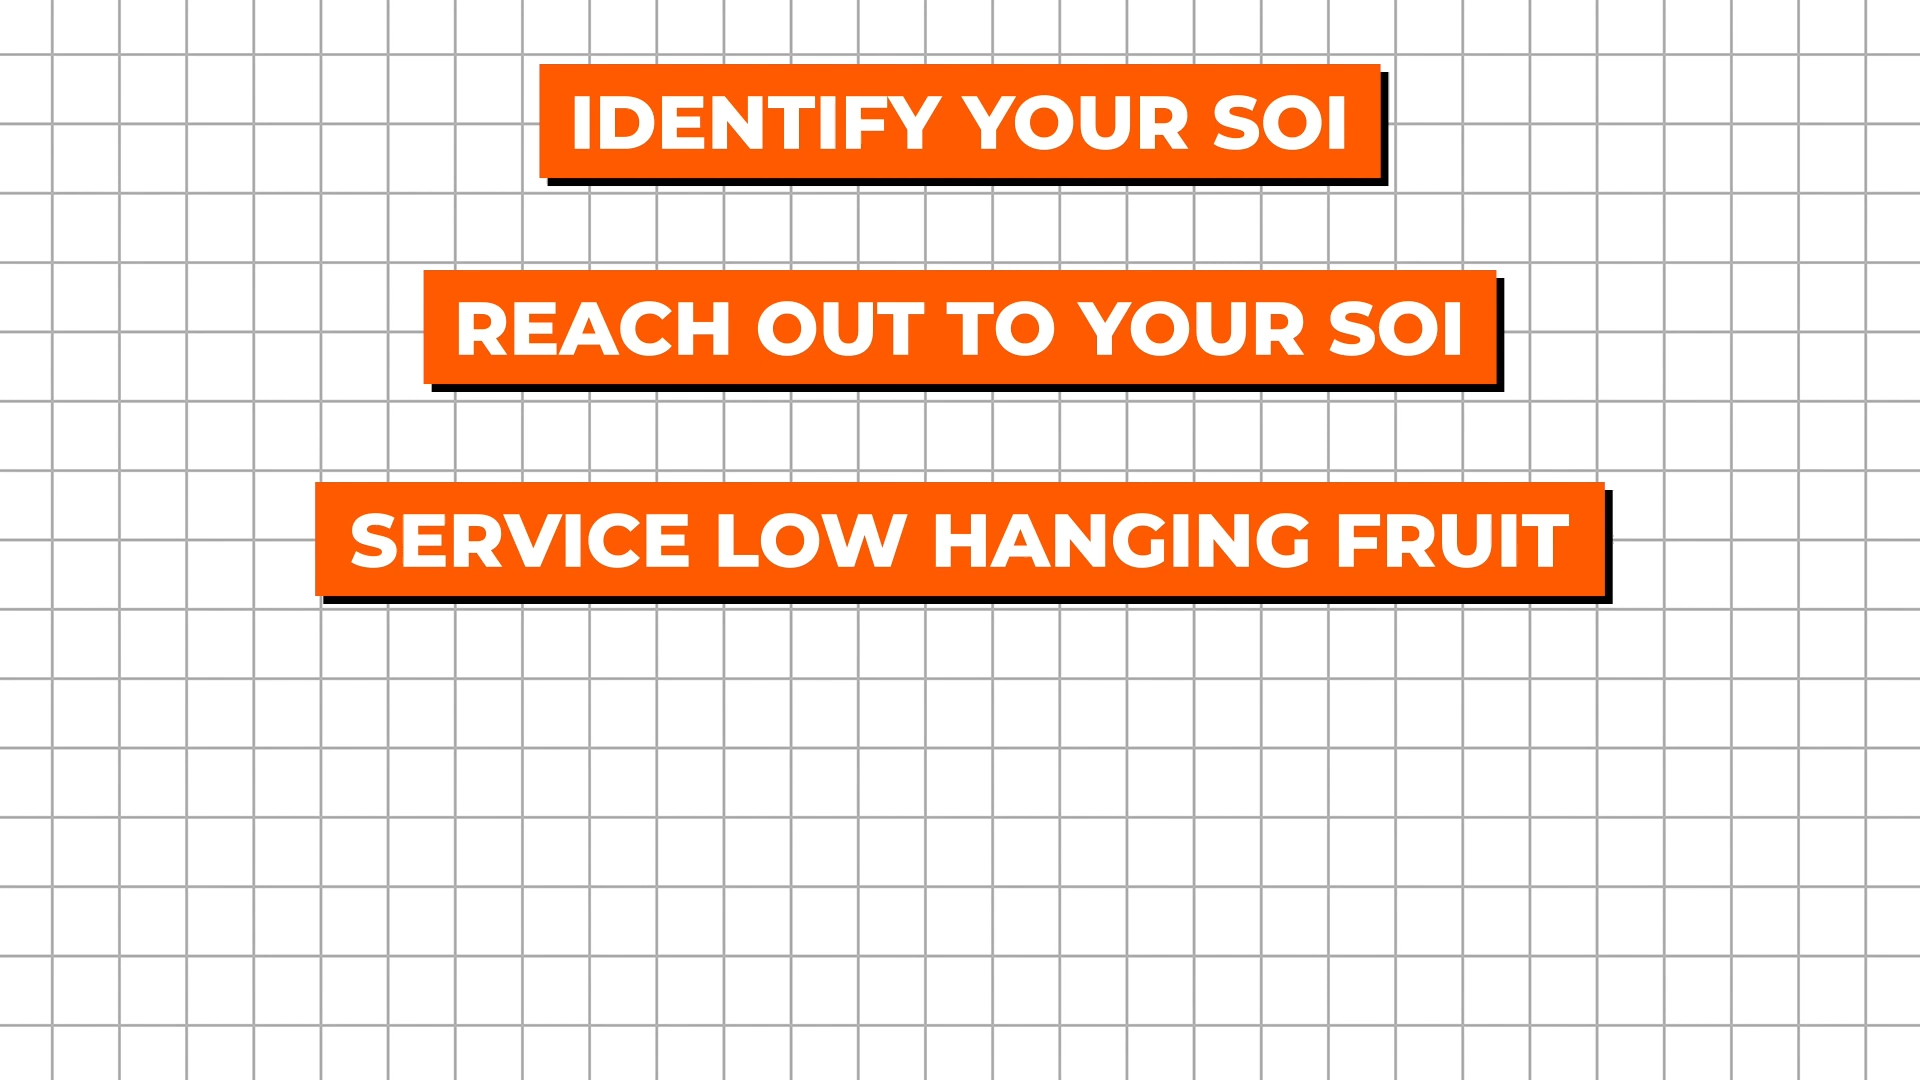 IDENTIFY YOUR SOI
REACH OUT TO YOUR SOI
SERVICE LOW HANGING FRUIT